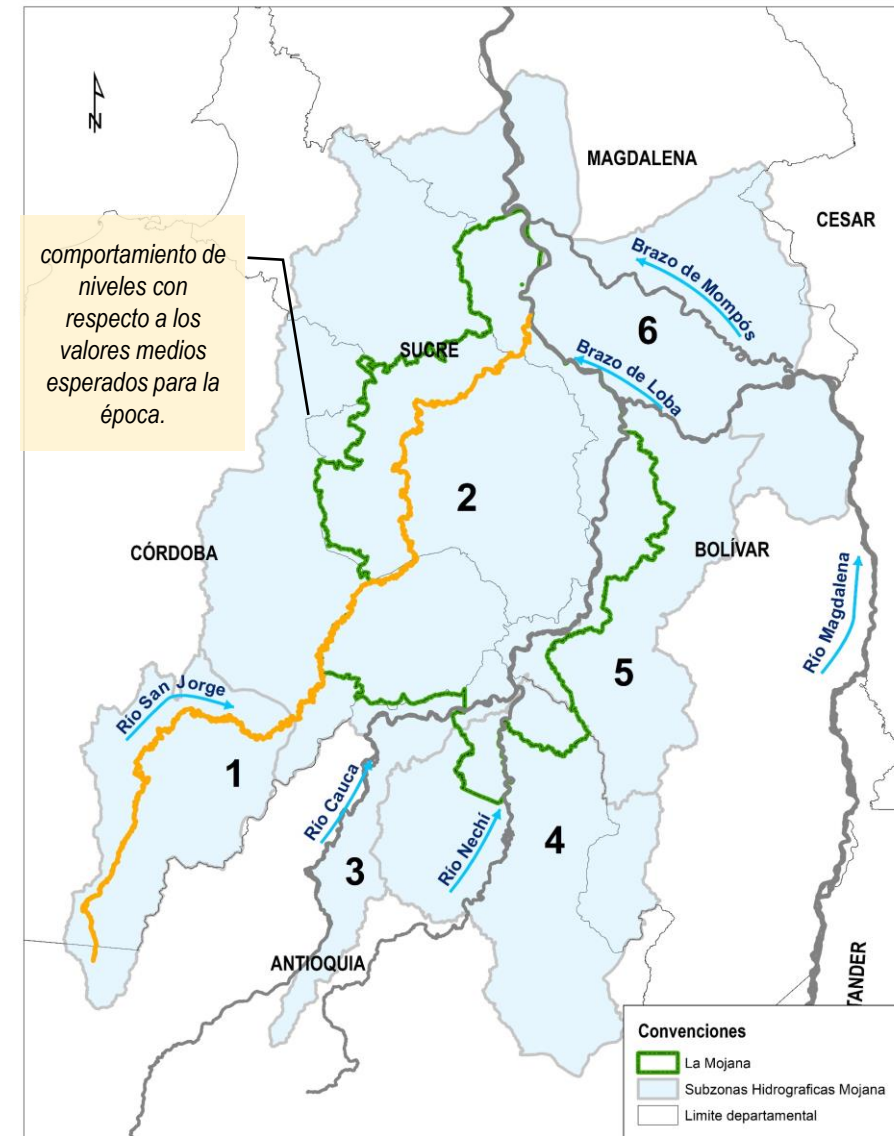 N
MAGDALENA
CESAR
comportamiento de
niveles con
respecto a los
valores medios
esperados para la
época.
Brazo de Mompós
6
SUCRE
Brazo de Loba
2
CÓRDOBA
BOLÍVAR
Río Magdalena
5
Río San Jorge
1
Río Cauca
Río Nechí
4
3
ANTIOQUIA
TANDER
Convenciones
La Mojana
Subzonas Hidrograficas Mojana
Limite departamental